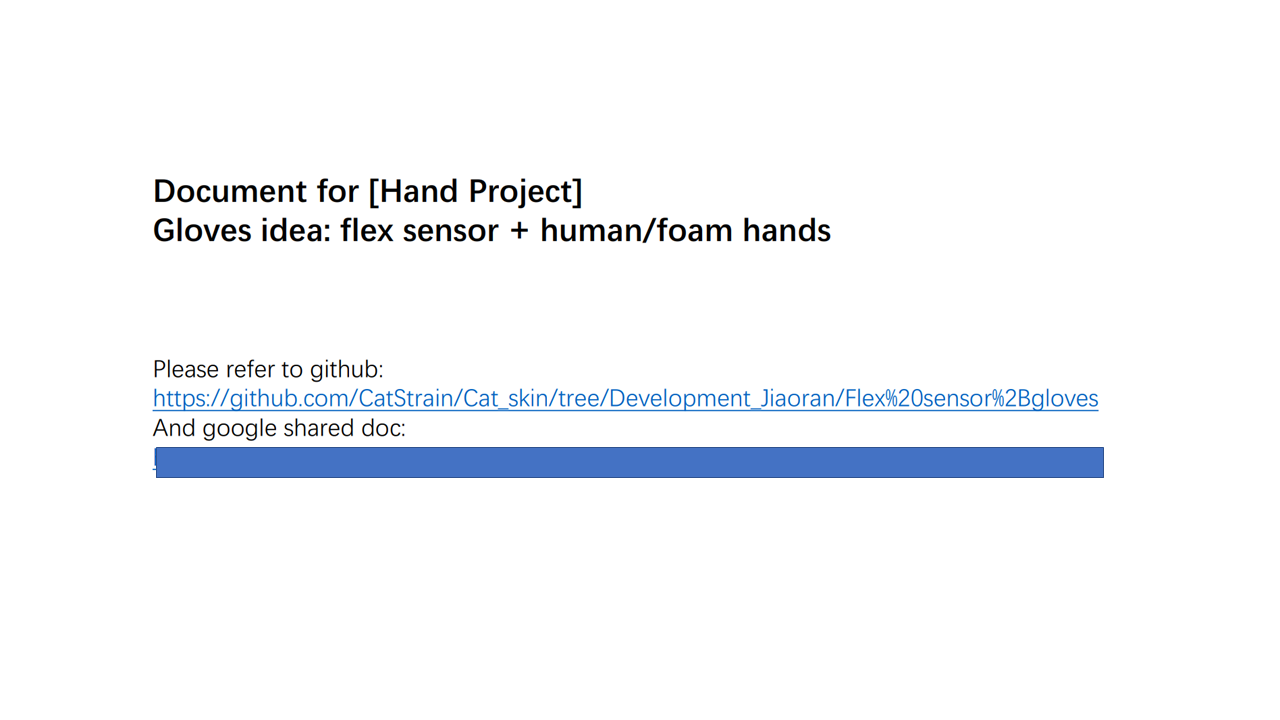 Document for [Hand Project]
Gloves idea: flex sensor + human/foam hands
Please refer to github:
https://github.com/CatStrain/Cat_skin/tree/Development_Jiaoran/Flex%20sensor%2Bgloves
And google shared doc: